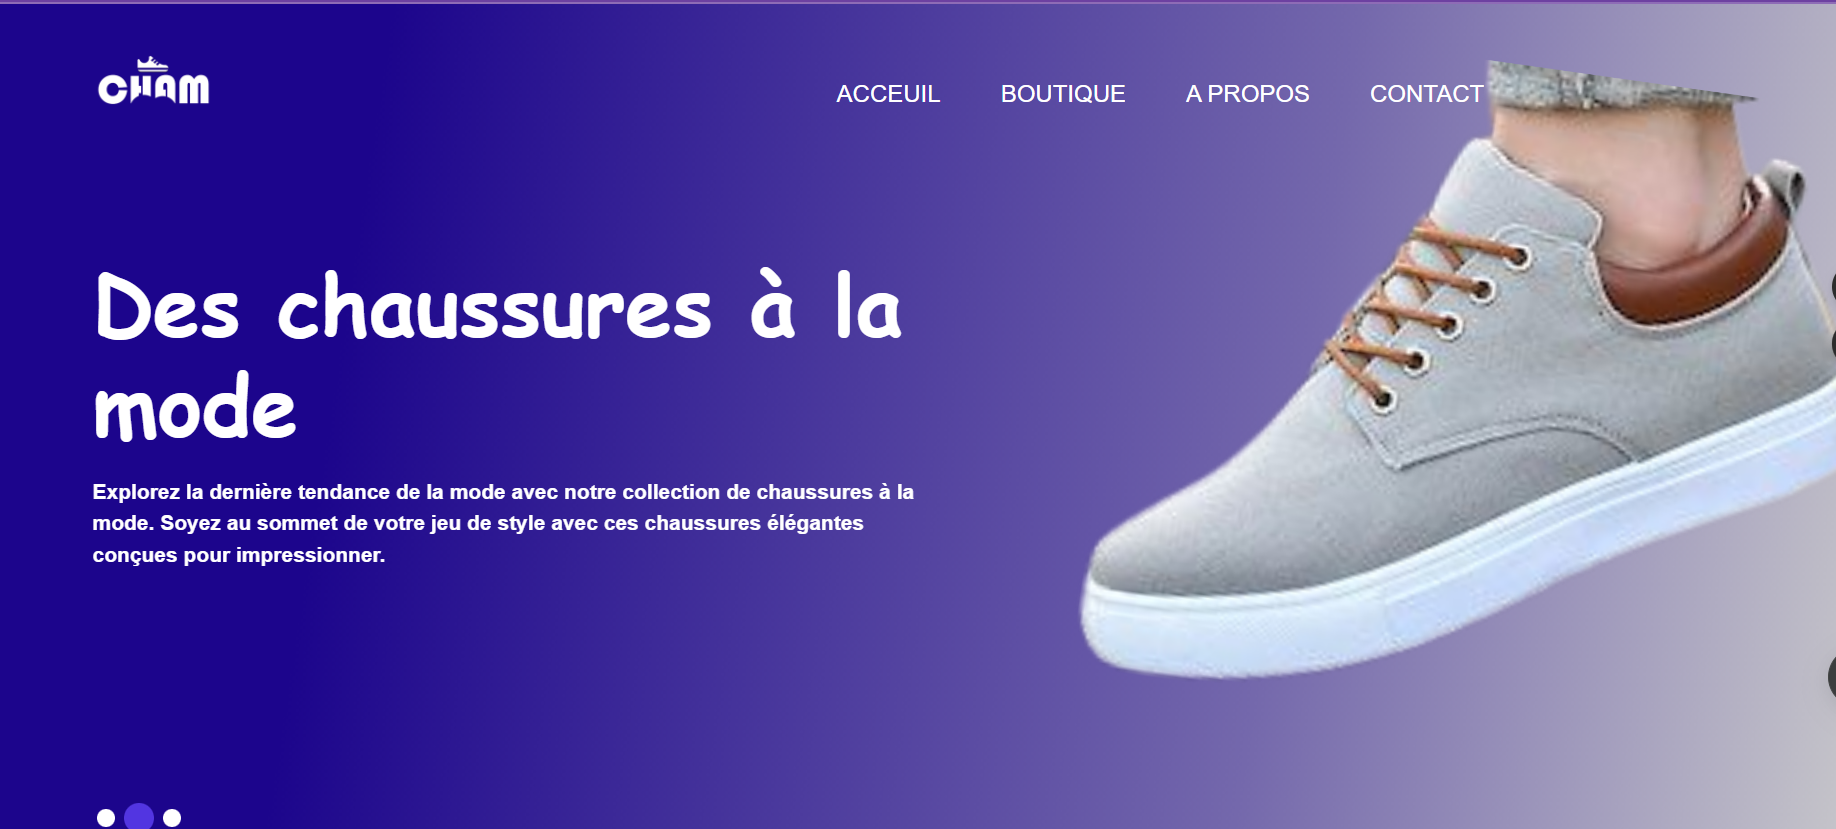 CHAM
ACCEUIL BOUTIQUE A PROPOS CONTACT
Des chaussures à la
mode
Explorez la dernière tendance de la mode avec notre collection de chaussures à la
mode. Soyez au sommet de votre jeu de style avec ces chaussures élégantes
conçues pour impressionner.